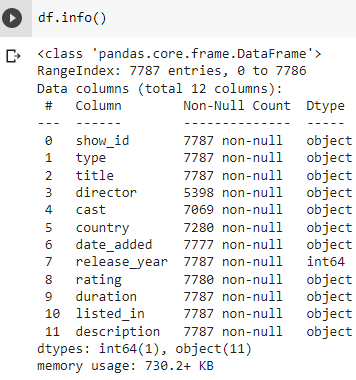 df.info()
<class 'pandas.core.frame.DataFrame'>
RangeIndex: 7787 entries, 0 to 7786
Data columns (total 12 columns):
 #   Column        Non-Null Count  Dtype
---  ------        --------------  -----
 0   show_id       7787 non-null   object
 1   type          7787 non-null   object
 2   title         7787 non-null   object
 3   director      5398 non-null   object
 4   cast          7069 non-null   object
 5   country       7280 non-null   object
 6   date_added    7777 non-null   object
 7   release_year  7787 non-null   int64
 8   rating        7780 non-null   object
 9   duration      7787 non-null   object
 10  listed_in     7787 non-null   object
 11  description   7787 non-null   object
dtypes: int64(1), object(11)
memory usage: 730.2+ KB